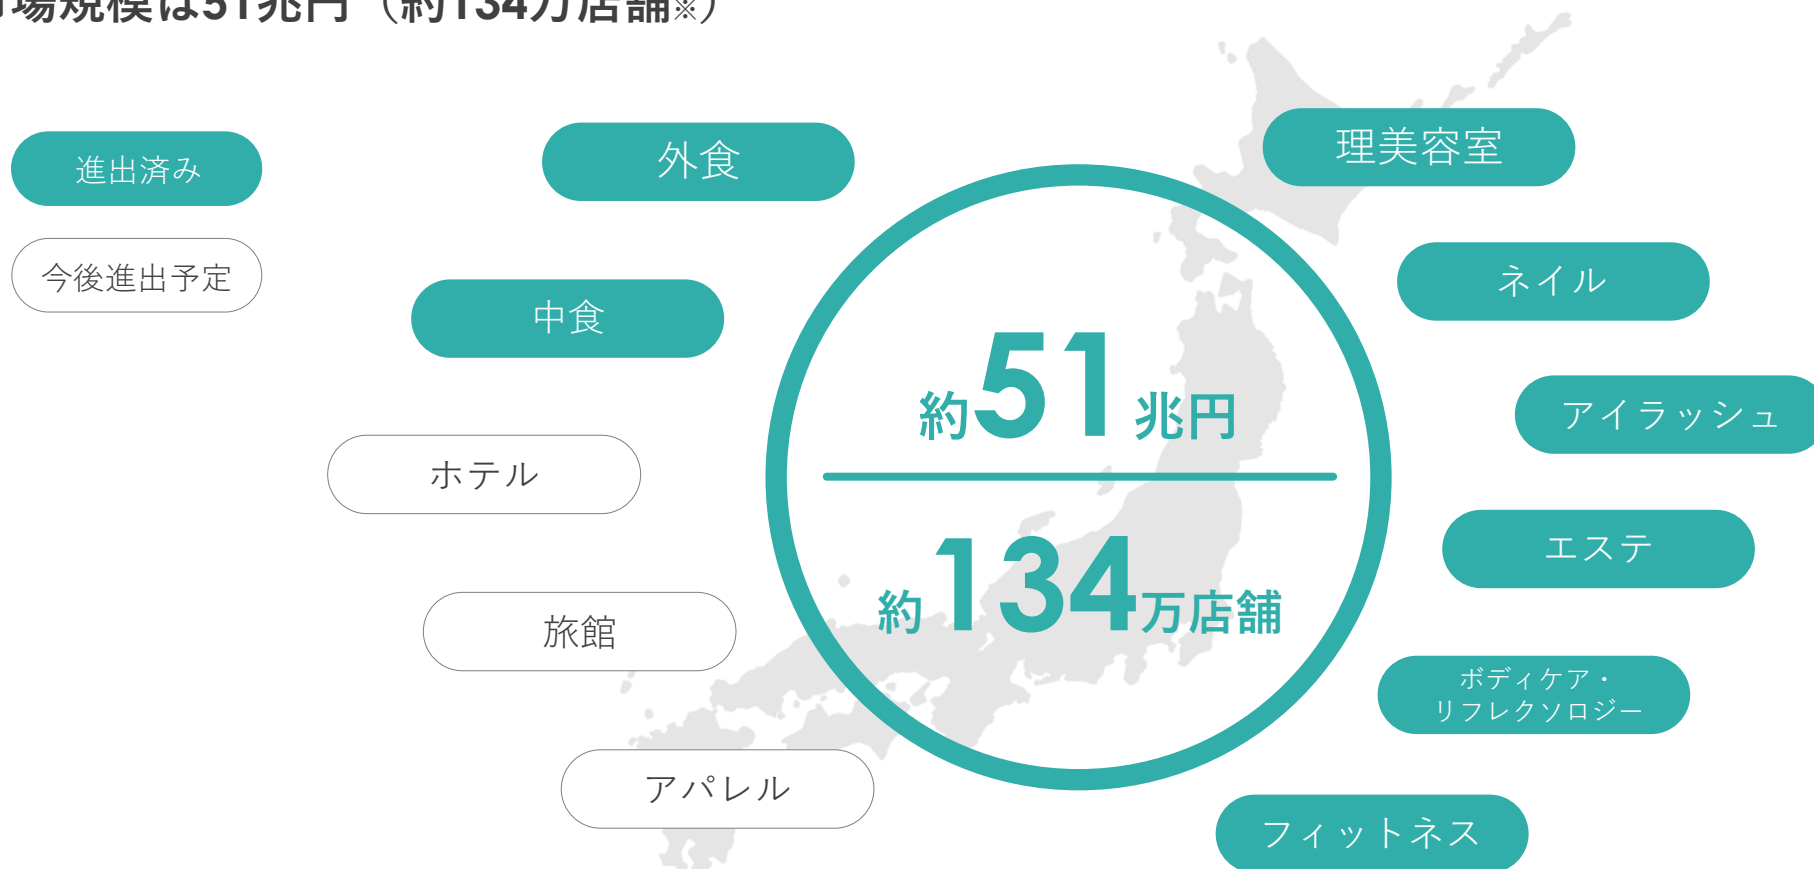 市場規模は51兆円（約134万店舗※）
進出済み
今後進出予定
外食
中食
ホテル
旅館
アパレル
約51兆円
約134万店舗
理美容室
ネイル
アイラッシュ
エステ
ボディケア・
リフレクソロジー
フィットネス